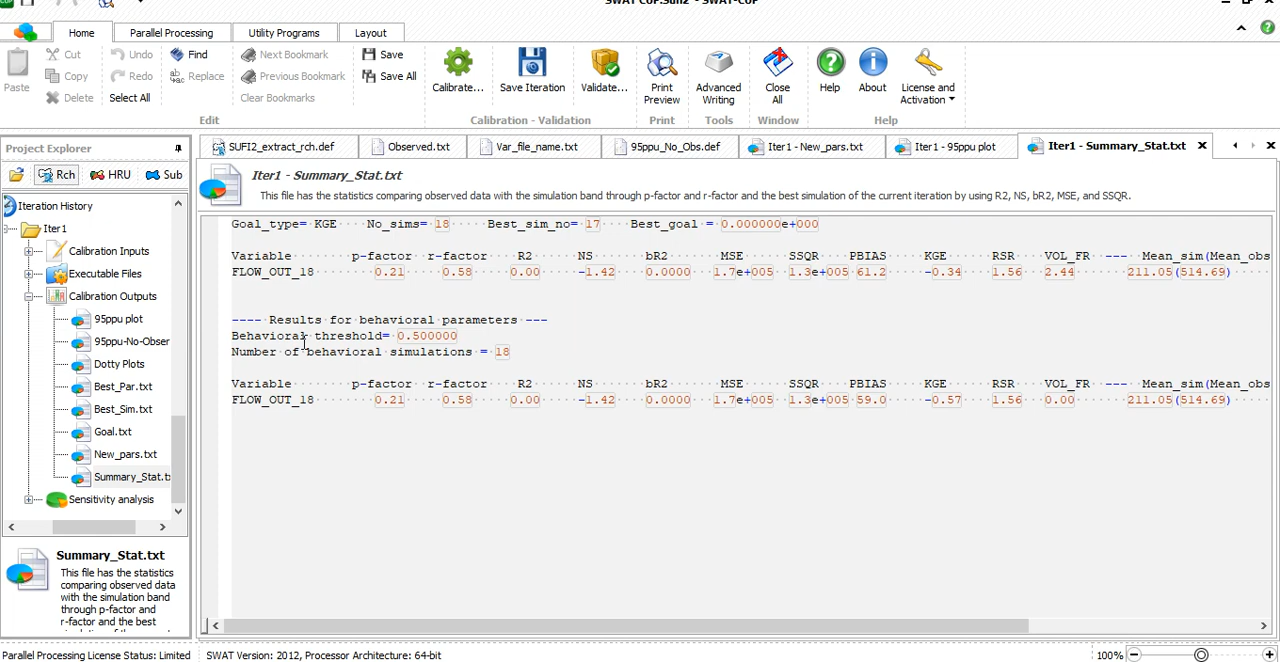 SWAT CUP.Sufi2 - SWAT-CUP
Home Parallel Processing Utility Programs Layout
Paste Cut Copy Delete Undo Redo Select All Find Replace Next Bookmark Previous Bookmark Clear Bookmarks Save Save All Calibrate... Save Iteration Validate... Print Preview Advanced Writing Close All Help About License and Activation
Edit Calibration - Validation Print Tools Window Help
Project Explorer
Rch HRU Sub
Iteration History
Iter1
Calibration Inputs
Executable Files
Calibration Outputs
95ppu plot
95ppu-No-Obser
Dotty Plots
Best_Par.txt
Best_Sim.txt
Goal.txt
New_pars.txt
Summary_Stat.t
Sensitivity analysis
Summary_Stat.txt
This file has the
statistics
comparing observed
data with the
simulation band
through p-factor and
r-factor and the best
SUFI2_extract_rch.def Observed.txt Var_file_name.txt 95ppu_No_Obs.def Iter1 - New_pars.txt Iter1 - 95ppu plot Iter1 - Summary_Stat.txt
Iter1 - Summary_Stat.txt
This file has the statistics comparing observed data with the simulation band through p-factor and r-factor and the best simulation of the current iteration by using R2, NS, bR2, MSE, and SSQR.
Goal_type= KGE No_sims= 18 Best_sim_no= 17 Best_goal = 0.000000e+000
Variable p-factor r-factor R2 NS bR2 MSE SSQR PBIAS KGE RSR VOL_FR --- Mean_sim(Mean_obs
FLOW_OUT_18 0.21 0.58 0.00 -1.42 0.0000 1.7e+005 1.3e+005 61.2 -0.34 1.56 2.44 211.05(514.69)
---- Results for behavioral parameters ---
Behavioral threshold= 0.500000
Number of behavioral simulations = 18
Variable p-factor r-factor R2 NS bR2 MSE SSQR PBIAS KGE RSR VOL_FR --- Mean_sim(Mean_obs
FLOW_OUT_18 0.21 0.58 0.00 -1.42 0.0000 1.7e+005 1.3e+005 59.0 -0.57 1.56 0.00 211.05(514.69)
Parallel Processing License Status: Limited SWAT Version: 2012, Processor Architecture: 64-bit 100%